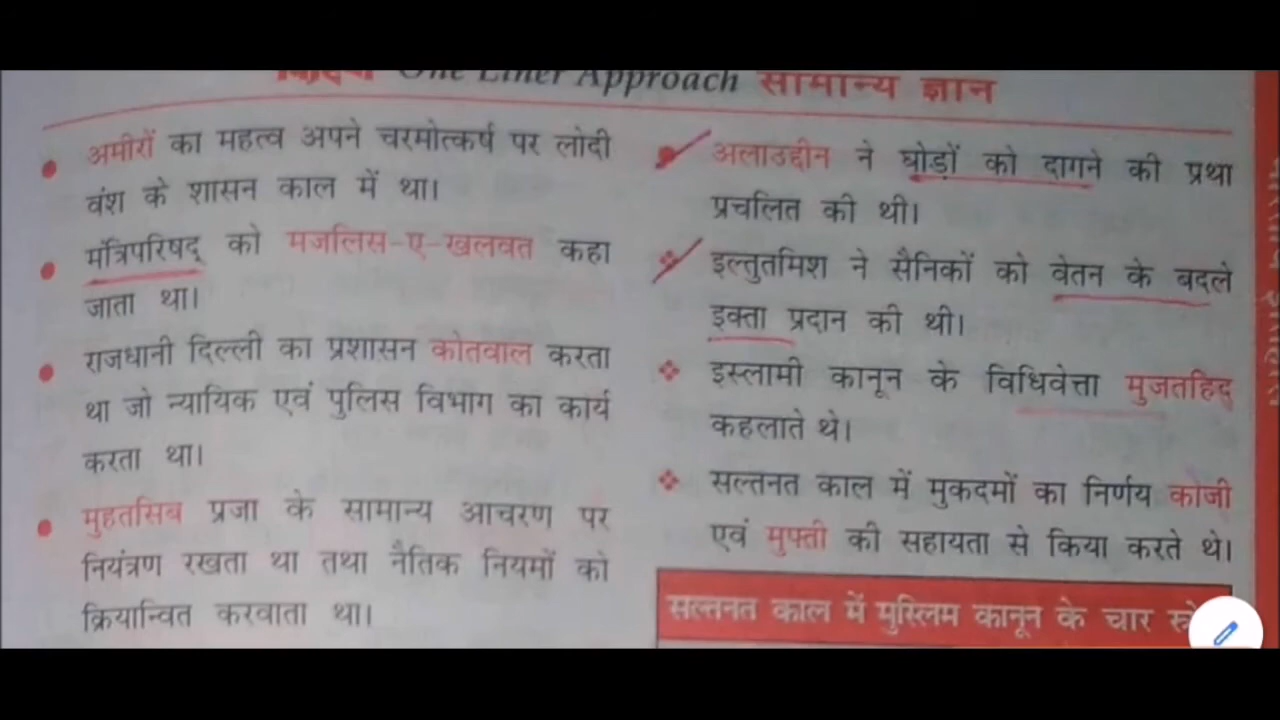 One Liner Approach सामान्य ज्ञान
अमीरों का महत्व अपने चरमोत्कर्ष पर लोदी
वंश के शासन काल में था।
मंत्रिपरिषद् को मजलिस-ए-खलवत कहा
जाता था।
राजधानी दिल्ली का प्रशासन कोतवाल करता
था जो न्यायिक एवं पुलिस विभाग का कार्य
करता था।
मुहतसिब प्रजा के सामान्य आचरण पर
नियंत्रण रखता था तथा नैतिक नियमों को
क्रियान्वित करवाता था।
अलाउद्दीन ने घोड़ों को दागने की प्रथा
प्रचलित की थी।
इल्तुतमिश ने सैनिकों को वेतन के बदले
इक्ता प्रदान की थी।
इस्लामी कानून के विधिवेत्ता मुजतहिद
कहलाते थे।
सल्तनत काल में मुकदमों का निर्णय काजी
एवं मुफ्ती की सहायता से किया करते थे।
सल्तनत काल में मुस्लिम कानून के चार